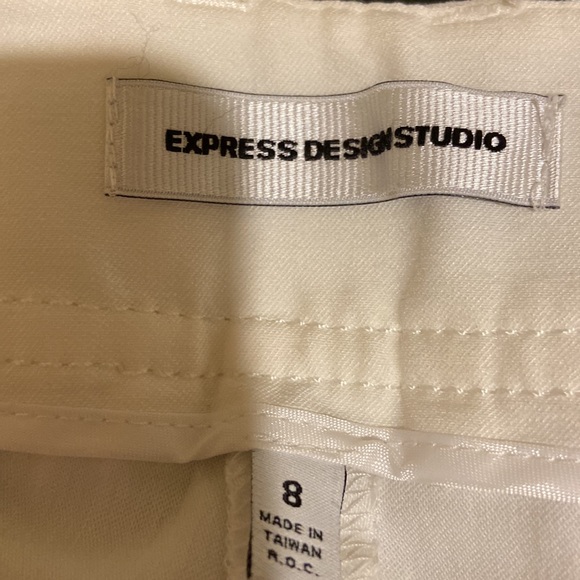 EXPRESS DESIGN STUDIO
8
MADE IN
TAIWAN
R.O.C.